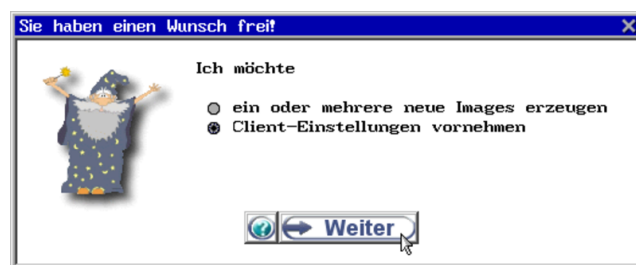 Sie haben einen Wunsch frei!
Ich möchte
ein oder mehrere neue Images erzeugen
Client-Einstellungen vornehmen
? Weiter